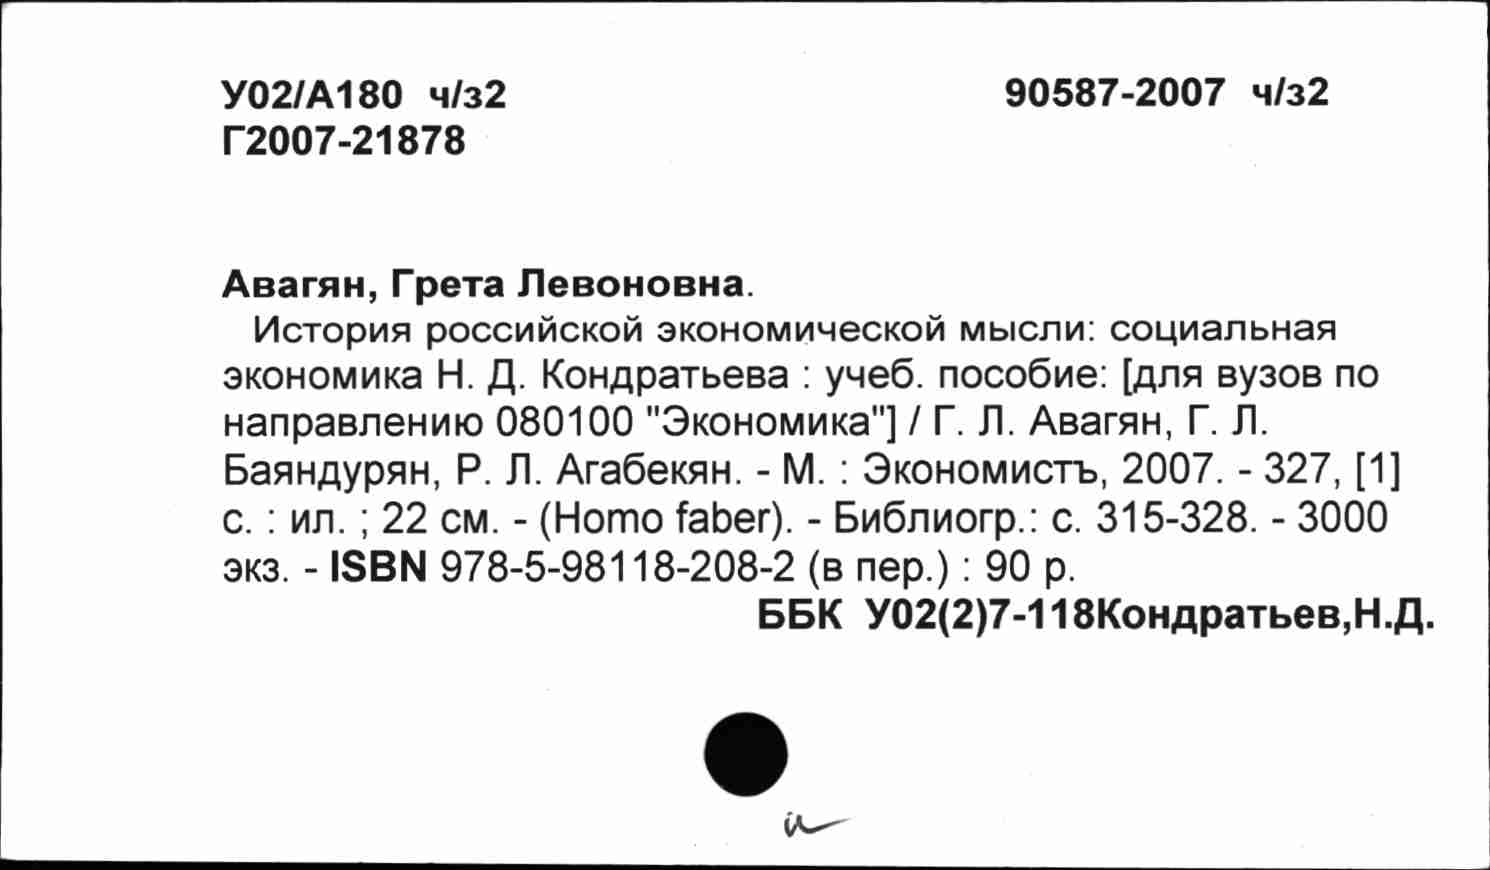 У02/А180 ч/з2 90587-2007 ч/з2
Г2007-21878
Авагян, Грета Левоновна.
История российской экономической мысли: социальная
экономика Н. Д. Кондратьева : учеб. пособие: [для вузов по
направлению 080100 "Экономика"] / Г. Л. Авагян, Г. Л.
Баяндурян, Р. Л. Агабекян. - М. : Экономистъ, 2007. - 327, [1]
с. : ил. ; 22 см. - (Homo faber). - Библиогр.: с. 315-328. - 3000
экз. - ISBN 978-5-98118-208-2 (в пер.) : 90 р.
ББК У02(2)7-118Кондратьев,Н.Д.